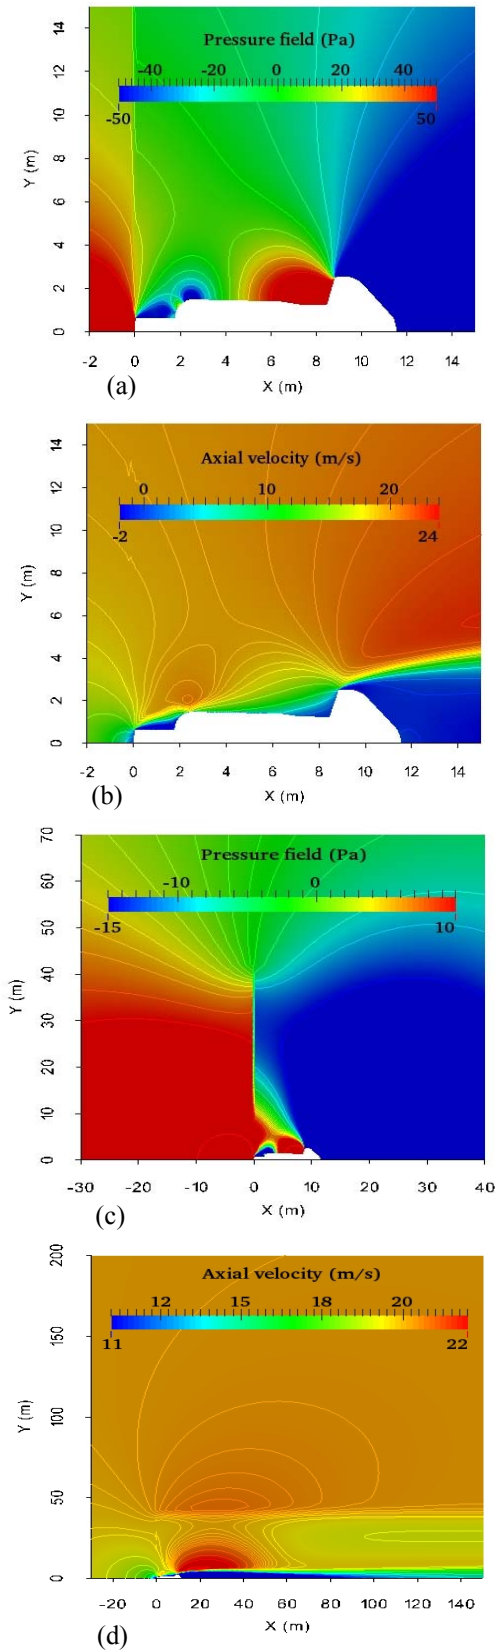 Pressure field (Pa)
-40 -20 0 20 40
-50 50
14
12
10
8
6
4
2
0
Y (m)
-2 0 2 4 6 8 10 12 14
X (m)
(a)
Axial velocity (m/s)
0 10 20
-2 24
14
12
10
8
6
4
2
0
Y (m)
-2 0 2 4 6 8 10 12 14
X (m)
(b)
Pressure field (Pa)
-10 0
-15 10
70
60
50
40
30
20
10
0
Y (m)
-30 -20 -10 0 10 20 30 40
X (m)
(c)
Axial velocity (m/s)
12 15 18 20
11 22
200
150
100
50
0
Y (m)
-20 0 20 40 60 80 100 120 140
X (m)
(d)